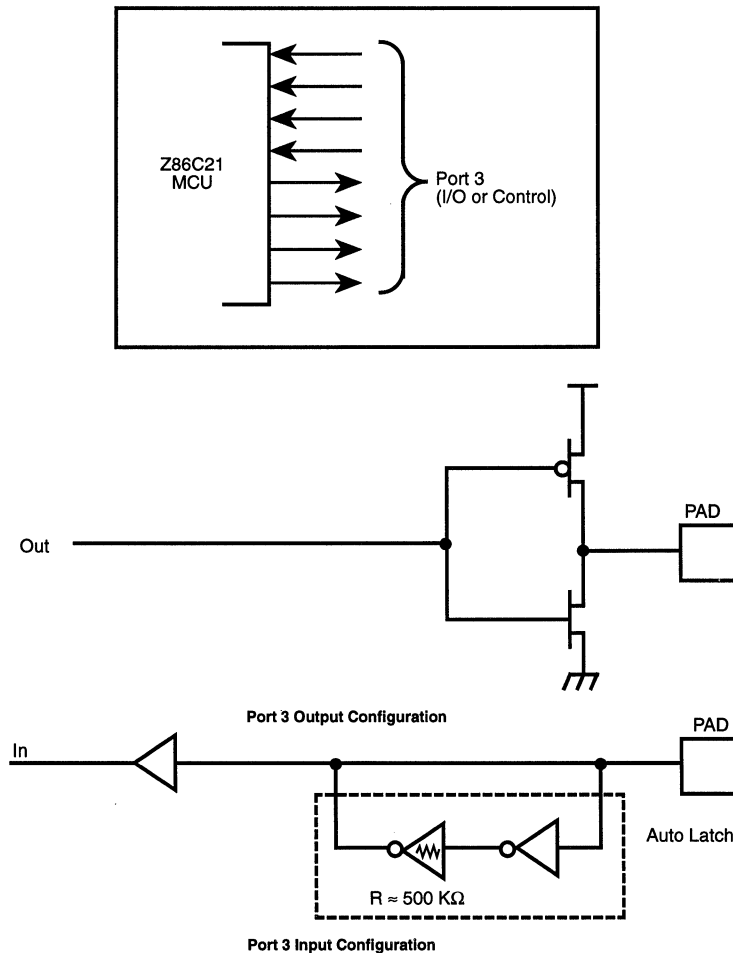 Z86C21
MCU
Port 3
(I/O or Control)
PAD
Out
Port 3 Output Configuration
PAD
In
Auto Latch
R ≈ 500 KΩ
Port 3 Input Configuration